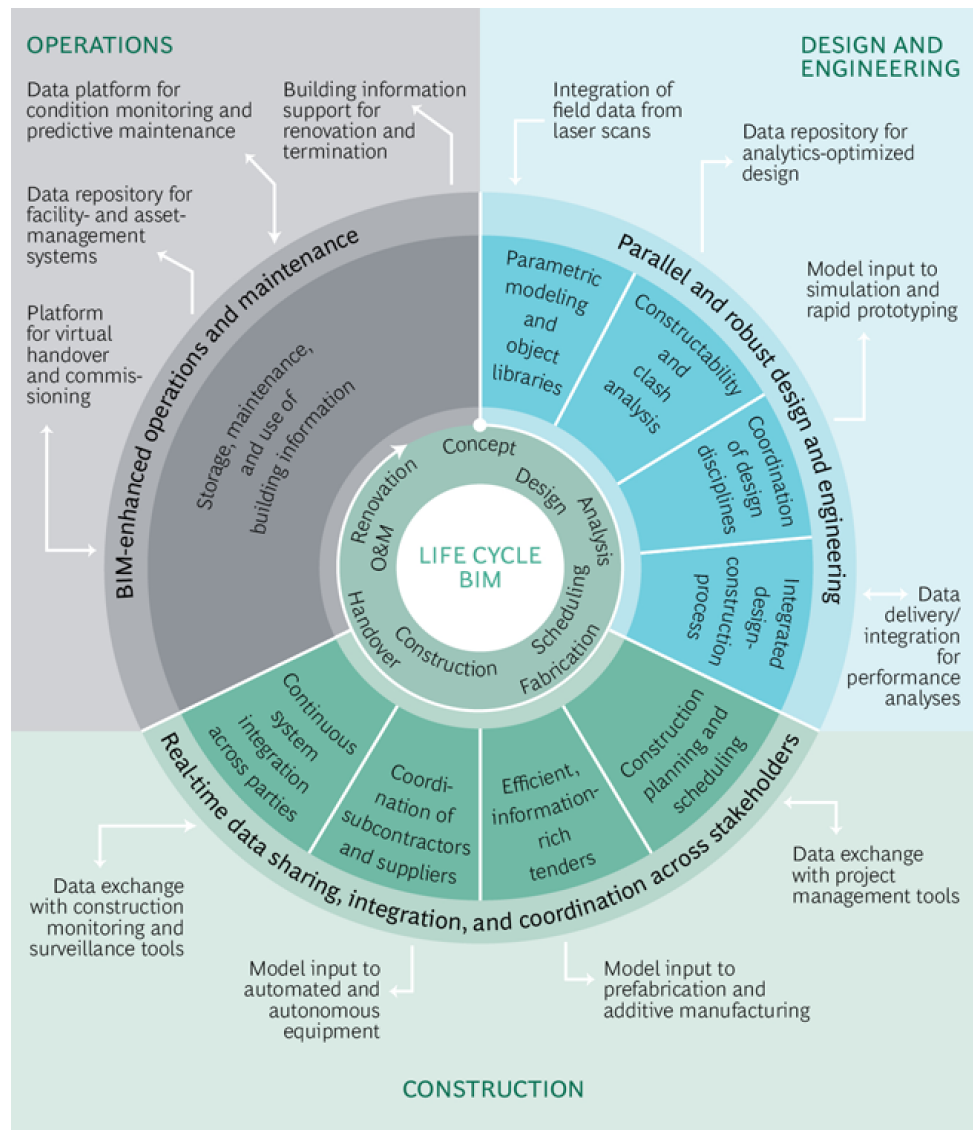 OPERATIONS
Data platform for
condition monitoring and
predictive maintenance
Building information
support for
renovation and
termination
Data repository for
facility- and asset-
management
systems
Platform
for virtual
handover
and commis-
sioning
DESIGN AND
ENGINEERING
Integration of
field data from
laser scans
Data repository for
analytics-optimized
design
Model input to
simulation and
rapid prototyping
Data
delivery/
integration
for
performance
analyses
BIM-enhanced operations and maintenance
Storage, maintenance,
and use of
building information
Parallel and robust design and engineering
Parametric
modeling
and
object
libraries
Constructability
and
clash
analysis
Coordination
of design
disciplines
Integrated
design-
construction
process
Concept
Design
Analysis
Scheduling
Fabrication
Construction
Handover
O&M
Renovation
LIFE CYCLE
BIM
Continuous
system
integration
across parties
Coordi-
nation of
subcontractors
and suppliers
Efficient,
information-
rich
tenders
Construction
planning and
scheduling
Real-time data sharing, integration, and coordination across stakeholders
Data exchange
with construction
monitoring and
surveillance tools
Model input to
automated and
autonomous
equipment
Model input to
prefabrication and
additive manufacturing
Data exchange
with project
management tools
CONSTRUCTION